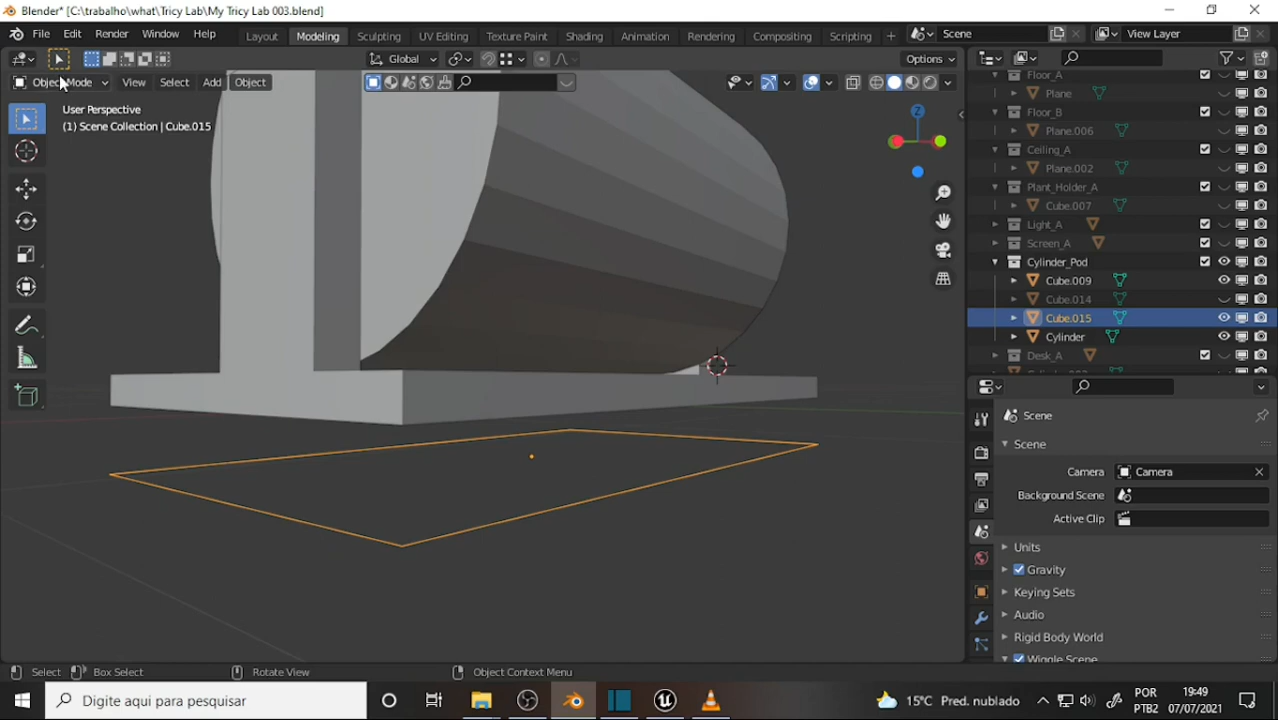 Blender* [C:\trabalho\what\Tricy Lab\My Tricy Lab 003.blend]
File Edit Render Window Help Layout Modeling Sculpting UV Editing Texture Paint Shading Animation Rendering Compositing Scripting Scene View Layer
Global Options
Object Mode View Select Add Object
User Perspective
(1) Scene Collection | Cube.015
Z
Floor_A
Plane
Floor_B
Plane.006
Ceiling_A
Plane.002
Plant_Holder_A
Cube.007
Light_A
Screen_A
Cylinder_Pod
Cube.009
Cube.014
Cube.015
Cylinder
Desk_A
Scene
Scene
Camera Camera
Background Scene
Active Clip
Units
Gravity
Keying Sets
Audio
Rigid Body World
Wiggle Scene
Select Box Select Rotate View Object Context Menu
Digite aqui para pesquisar
15°C Pred. nublado
POR
PTB2
19:49
07/07/2021